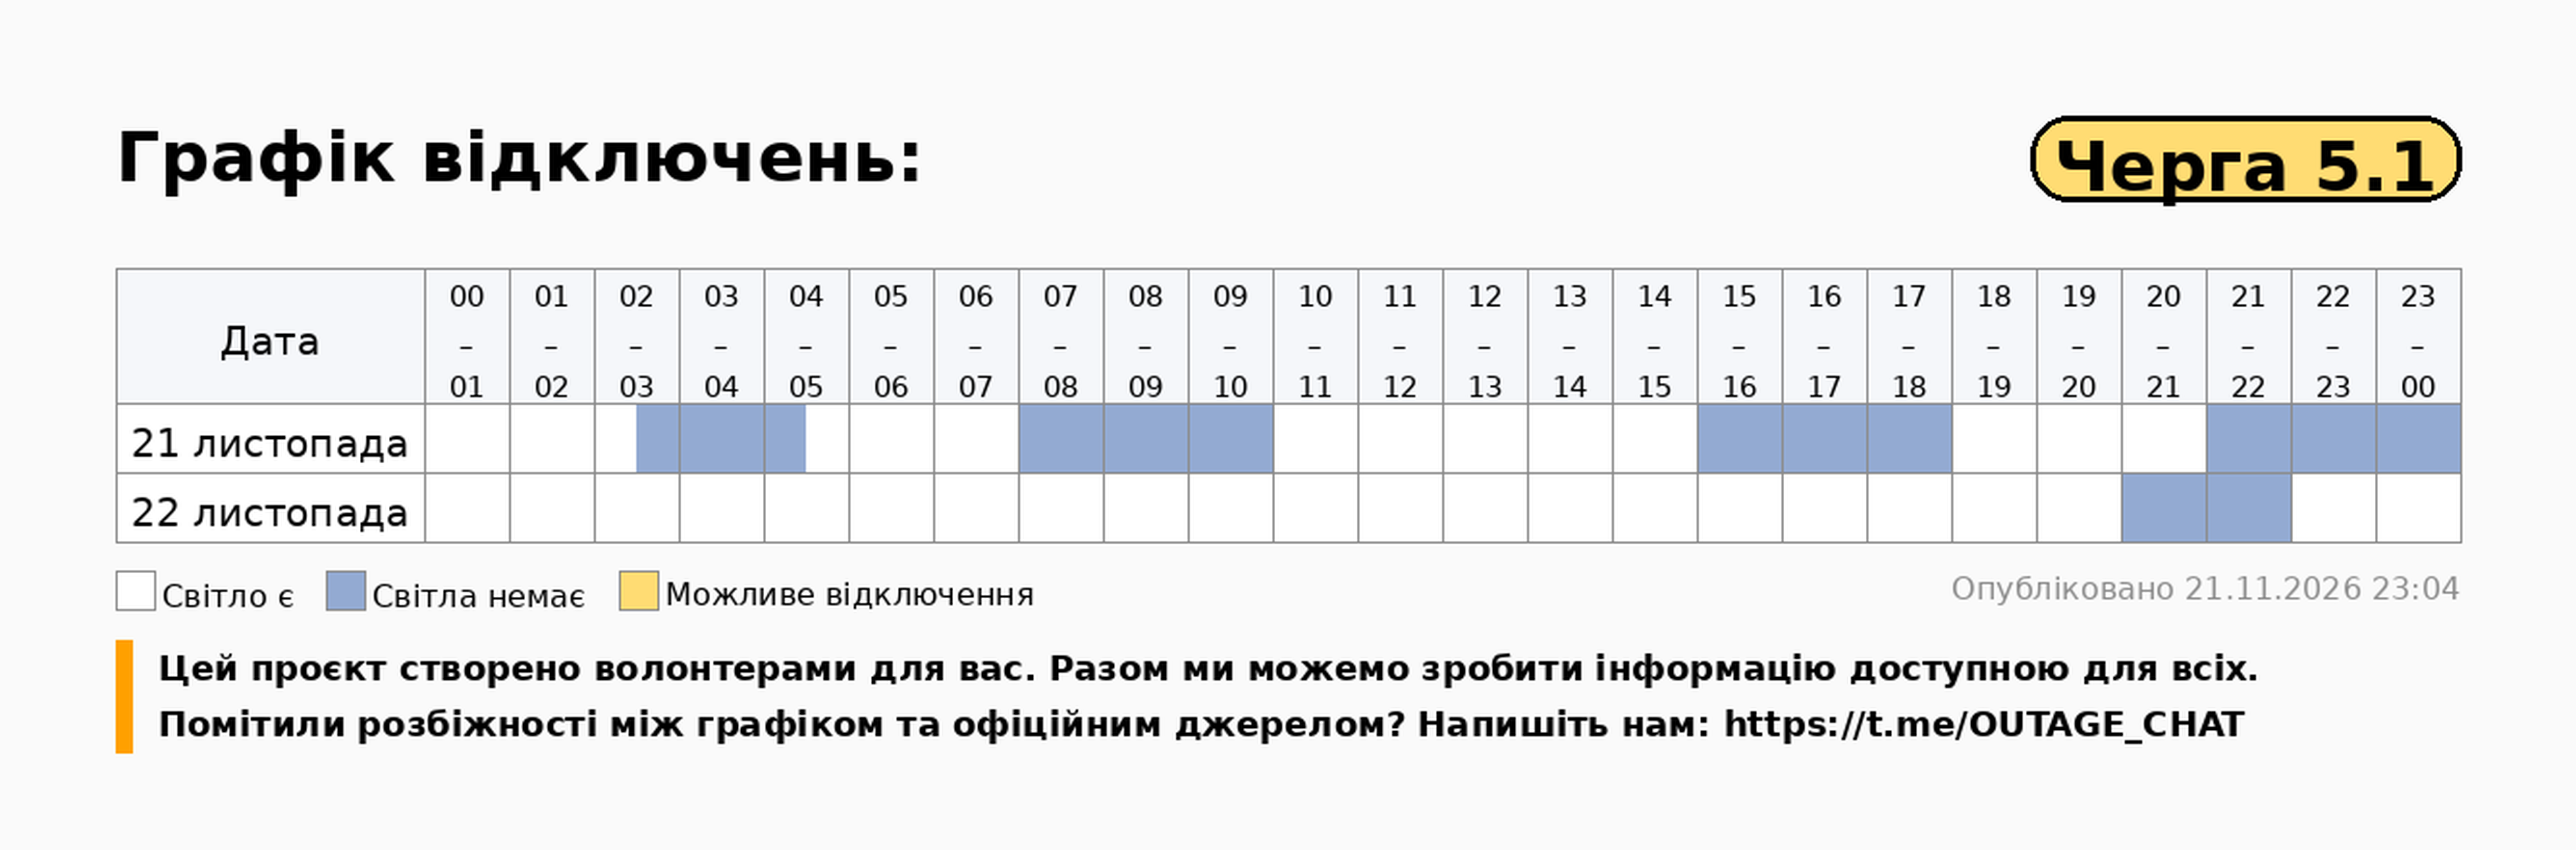 Графік відключень:
Черга 5.1
Дата
00 – 01
01 – 02
02 – 03
03 – 04
04 – 05
05 – 06
06 – 07
07 – 08
08 – 09
09 – 10
10 – 11
11 – 12
12 – 13
13 – 14
14 – 15
15 – 16
16 – 17
17 – 18
18 – 19
19 – 20
20 – 21
21 – 22
22 – 23
23 – 00
21 листопада
22 листопада
Світло є
Світла немає
Можливе відключення
Опубліковано 21.11.2026 23:04
Цей проєкт створено волонтерами для вас. Разом ми можемо зробити інформацію доступною для всіх.
Помітили розбіжності між графіком та офіційним джерелом? Напишіть нам: https://t.me/OUTAGE_CHAT